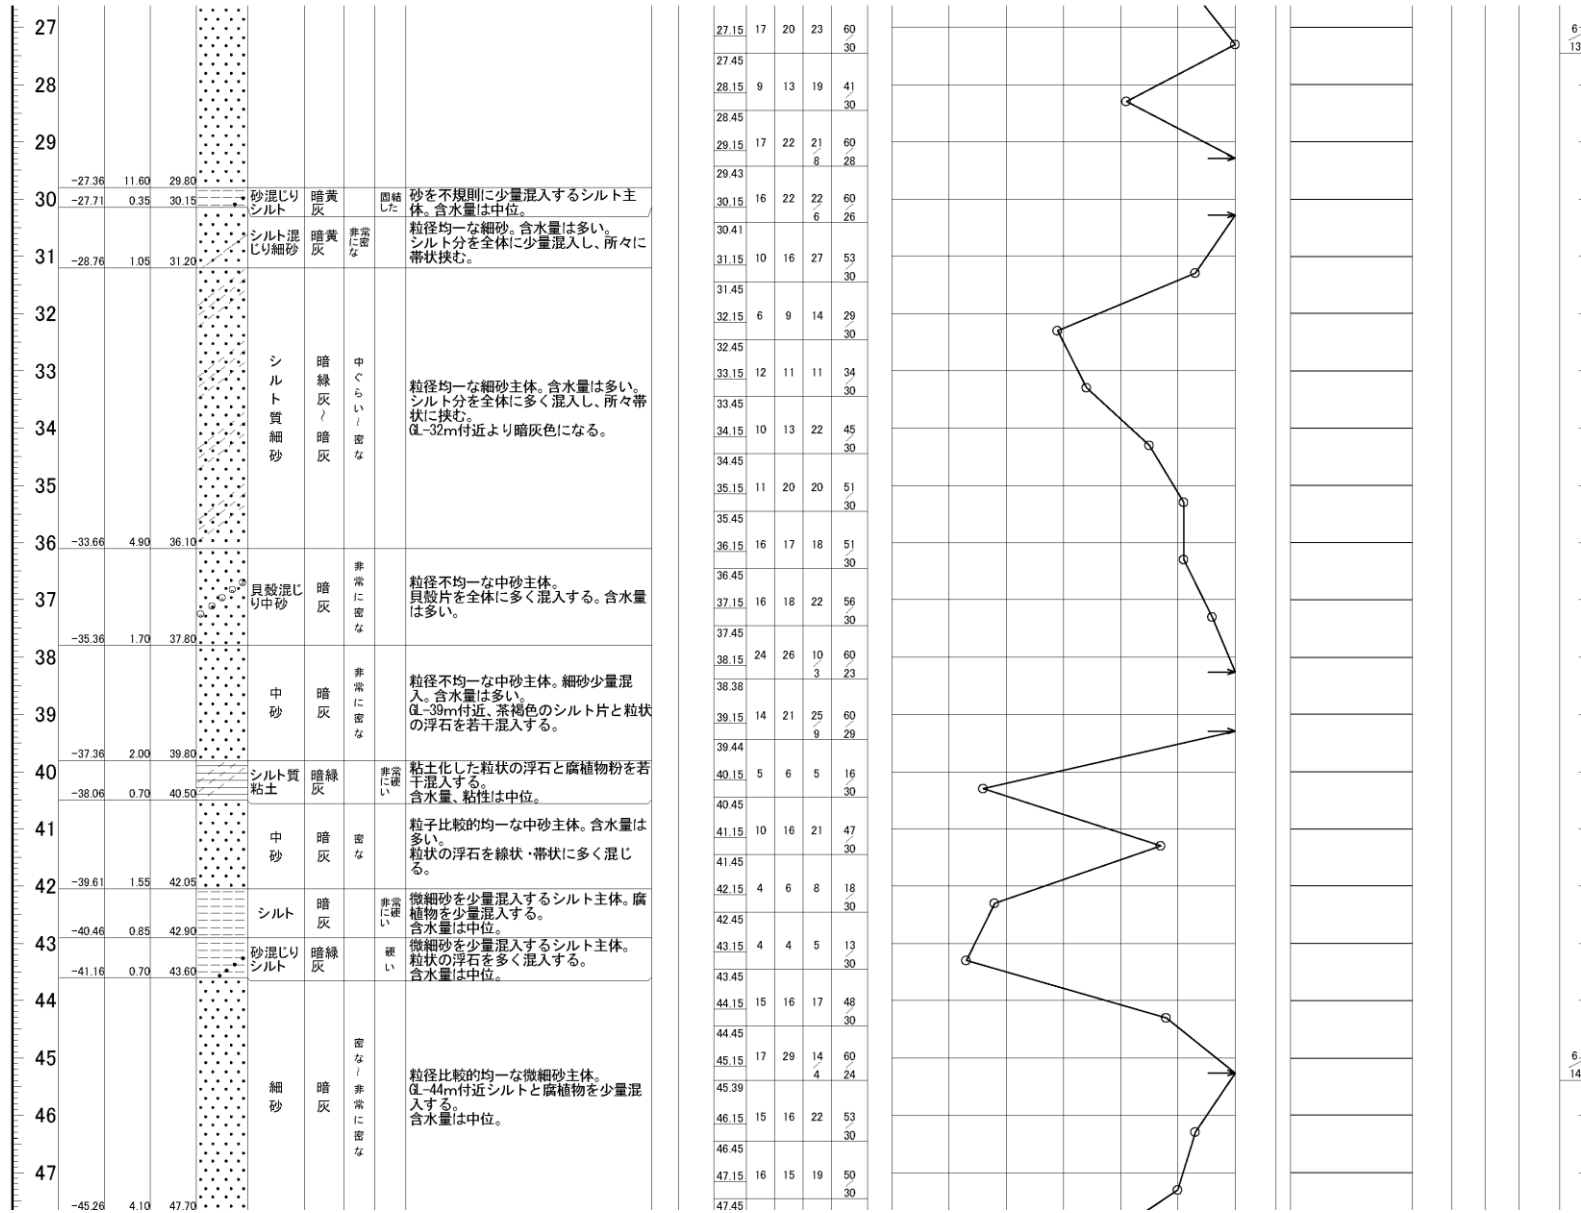 27
28
29
30
31
32
33
34
35
36
37
38
39
40
41
42
43
44
45
46
47
-27.36 11.60 29.80
-27.71 0.35 30.15
砂混じり
シルト
暗黄
灰
固結
した
砂を不規則に少量混入するシルト主
体。含水量は中位。
-28.76 1.05 31.20
シルト混
じり細砂
暗黄
灰
非常
に密
な
粒径均一な細砂。含水量は多い。
シルト分を全体に少量混入し、所々に
帯状挟む。
-33.66 4.90 36.10
シルト質細砂
暗緑灰~暗灰
中ぐらい~密な
粒径均一な細砂主体。含水量は多い。
シルト分を全体に多く混入し、所々帯
状に挟む。
GL-32m付近より暗灰色になる。
-35.36 1.70 37.80
貝殻混じ
り中砂
暗灰
非常に密な
粒径不均一な中砂主体。
貝殻片を全体に多く混入する。含水量
は多い。
-37.36 2.00 39.80
中砂
暗灰
非常に密な
粒径不均一な中砂主体。細砂少量混
入。含水量は多い。
GL-39m付近、茶褐色のシルト片と粒状
の浮石を若干混入する。
-38.06 0.70 40.50
シルト質
粘土
暗緑
灰
非常
に硬
い
粘土化した粒状の浮石と腐植物粉を若
干混入する。
含水量、粘性は中位。
-39.61 1.55 42.05
中砂
暗灰
密な
粒子比較的均一な中砂主体。含水量は
多い。
粒状の浮石を線状・帯状に多く混じ
る。
-40.46 0.85 42.90
シルト
暗灰
非常
に硬
い
微細砂を少量混入するシルト主体。腐
植物を少量混入する。
含水量は中位。
-41.16 0.70 43.60
砂混じり
シルト
暗緑
灰
硬い
微細砂を少量混入するシルト主体。
粒状の浮石を多く混入する。
含水量は中位。
-45.26 4.10 47.70
細砂
暗灰
密な~非常に密な
粒径比較的均一な微細砂主体。
GL-44m付近シルトと腐植物を少量混
入する。
含水量は中位。
27.15 17 20 23 60/30
27.45
28.15 9 13 19 41/30
28.45
29.15 17 22 21/8 60/28
29.43
30.15 16 22 22/6 60/26
30.41
31.15 10 16 27 53/30
31.45
32.15 6 9 14 29/30
32.45
33.15 12 11 11 34/30
33.45
34.15 10 13 22 45/30
34.45
35.15 11 20 20 51/30
35.45
36.15 16 17 18 51/30
36.45
37.15 16 18 22 56/30
37.45
38.15 24 26 10/3 60/23
38.38
39.15 14 21 25/9 60/29
39.44
40.15 5 6 5 16/30
40.45
41.15 10 16 21 47/30
41.45
42.15 4 6 8 18/30
42.45
43.15 4 4 5 13/30
43.45
44.15 15 16 17 48/30
44.45
45.15 17 29 14/4 60/24
45.39
46.15 15 16 22 53/30
46.45
47.15 16 15 19 50/30
47.45
6
13
6
14